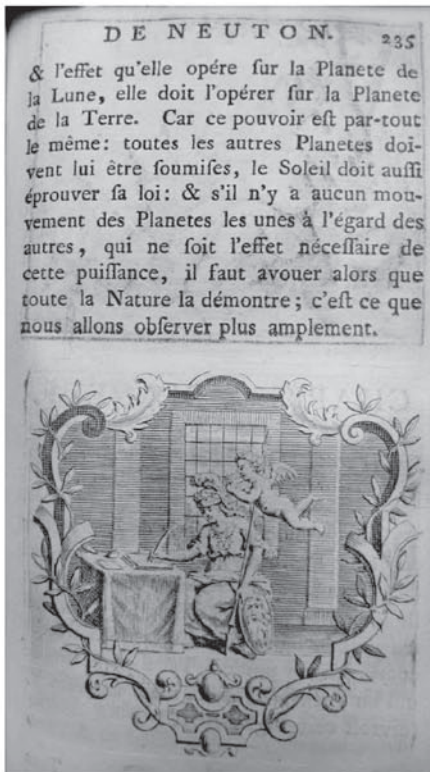 DE NEUTON. 235
& l'effet qu'elle opére ſur la Planete de
la Lune, elle doit l'opérer ſur la Planete
de la Terre. Car ce pouvoir eſt par-tout
le même: toutes les autres Planetes doi-
vent lui être ſoumiſes, le Soleil doit auſſi
éprouver ſa loi: & s'il n'y a aucun mou-
vement des Planetes les unes à l'égard des
autres, qui ne ſoit l'effet néceſſaire de
cette puiſſance, il faut avouer alors que
toute la Nature la démontre; c'eſt ce que
nous allons obſerver plus amplement.